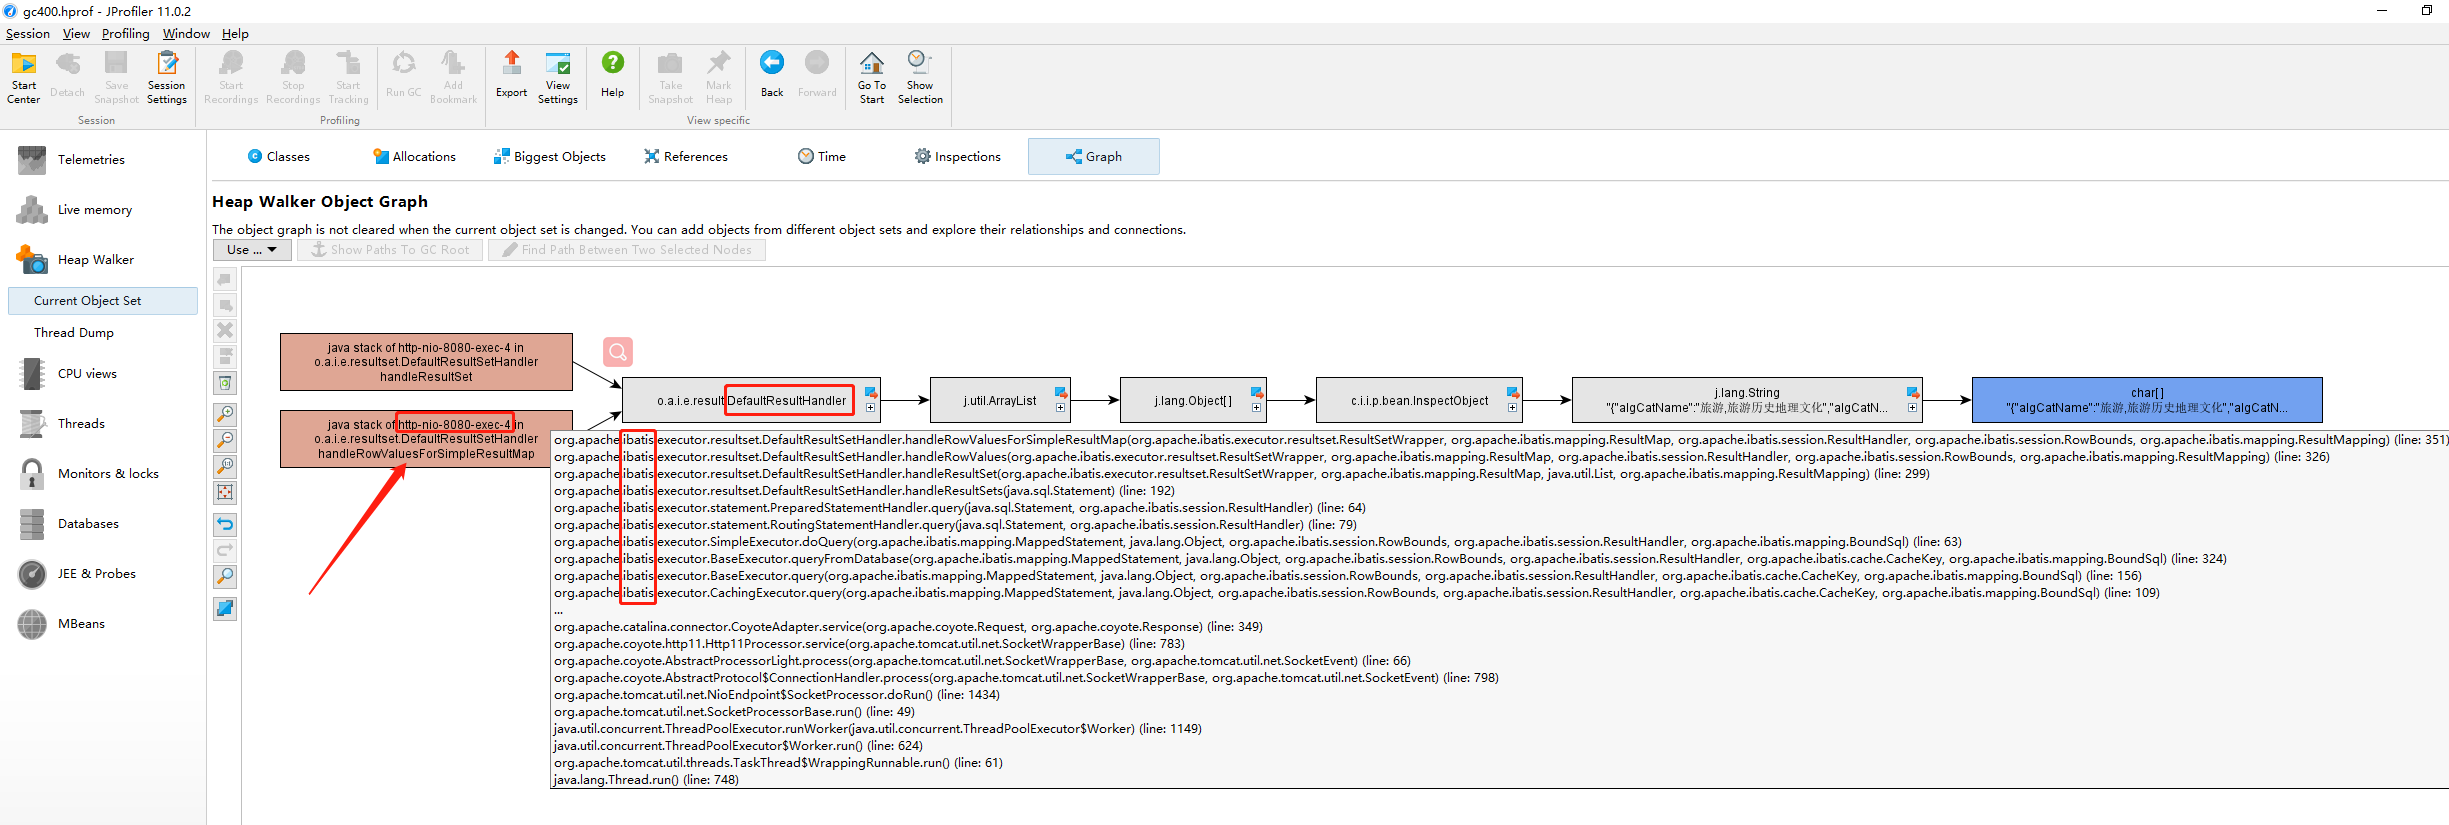 gc400.hprof - JProfiler 11.0.2
Session View Profiling Window Help
Start Center
Detach
Save Snapshot
Session Settings
Start Recordings
Stop Recordings
Start Tracking
Run GC
Add Bookmark
Export
View Settings
Help
Take Snapshot
Mark Heap
Back
Forward
Go To Start
Show Selection
Session
Profiling
View specific
Telemetries
Live memory
Heap Walker
Current Object Set
Thread Dump
CPU views
Threads
Monitors & locks
Databases
JEE & Probes
MBeans
Classes
Allocations
Biggest Objects
References
Time
Inspections
Graph
Heap Walker Object Graph
The object graph is not cleared when the current object set is changed. You can add objects from different object sets and explore their relationships and connections.
Use ...
Show Paths To GC Root
Find Path Between Two Selected Nodes
java stack of http-nio-8080-exec-4 in
o.a.i.e.resultset.DefaultResultSetHandler
handleResultSet
java stack of http-nio-8080-exec-4 in
o.a.i.e.resultset.DefaultResultSetHandler
handleRowValuesForSimpleResultMap
o.a.i.e.result.DefaultResultHandler
j.util.ArrayList
j.lang.Object[ ]
c.i.i.p.bean.InspectObject
j.lang.String
"{"algCatName":"旅游,旅游历史地理文化","algCatN...
char[ ]
"{"algCatName":"旅游,旅游历史地理文化","algCatN...
org.apache.ibatis.executor.resultset.DefaultResultSetHandler.handleRowValuesForSimpleResultMap(org.apache.ibatis.executor.resultset.ResultSetWrapper, org.apache.ibatis.mapping.ResultMap, org.apache.ibatis.session.ResultHandler, org.apache.ibatis.session.RowBounds, org.apache.ibatis.mapping.ResultMapping) (line: 351)
org.apache.ibatis.executor.resultset.DefaultResultSetHandler.handleRowValues(org.apache.ibatis.executor.resultset.ResultSetWrapper, org.apache.ibatis.mapping.ResultMap, org.apache.ibatis.session.ResultHandler, org.apache.ibatis.session.RowBounds, org.apache.ibatis.mapping.ResultMapping) (line: 326)
org.apache.ibatis.executor.resultset.DefaultResultSetHandler.handleResultSet(org.apache.ibatis.executor.resultset.ResultSetWrapper, org.apache.ibatis.mapping.ResultMap, java.util.List, org.apache.ibatis.mapping.ResultMapping) (line: 299)
org.apache.ibatis.executor.resultset.DefaultResultSetHandler.handleResultSets(java.sql.Statement) (line: 192)
org.apache.ibatis.executor.statement.PreparedStatementHandler.query(java.sql.Statement, org.apache.ibatis.session.ResultHandler) (line: 64)
org.apache.ibatis.executor.statement.RoutingStatementHandler.query(java.sql.Statement, org.apache.ibatis.session.ResultHandler) (line: 79)
org.apache.ibatis.executor.SimpleExecutor.doQuery(org.apache.ibatis.mapping.MappedStatement, java.lang.Object, org.apache.ibatis.session.RowBounds, org.apache.ibatis.session.ResultHandler, org.apache.ibatis.mapping.BoundSql) (line: 63)
org.apache.ibatis.executor.BaseExecutor.queryFromDatabase(org.apache.ibatis.mapping.MappedStatement, java.lang.Object, org.apache.ibatis.session.RowBounds, org.apache.ibatis.session.ResultHandler, org.apache.ibatis.cache.CacheKey, org.apache.ibatis.mapping.BoundSql) (line: 324)
org.apache.ibatis.executor.BaseExecutor.query(org.apache.ibatis.mapping.MappedStatement, java.lang.Object, org.apache.ibatis.session.RowBounds, org.apache.ibatis.session.ResultHandler, org.apache.ibatis.cache.CacheKey, org.apache.ibatis.mapping.BoundSql) (line: 156)
org.apache.ibatis.executor.CachingExecutor.query(org.apache.ibatis.mapping.MappedStatement, java.lang.Object, org.apache.ibatis.session.RowBounds, org.apache.ibatis.session.ResultHandler, org.apache.ibatis.cache.CacheKey, org.apache.ibatis.mapping.BoundSql) (line: 109)
...
org.apache.catalina.connector.CoyoteAdapter.service(org.apache.coyote.Request, org.apache.coyote.Response) (line: 349)
org.apache.coyote.http11.Http11Processor.service(org.apache.tomcat.util.net.SocketWrapperBase) (line: 783)
org.apache.coyote.AbstractProcessorLight.process(org.apache.tomcat.util.net.SocketWrapperBase, org.apache.tomcat.util.net.SocketEvent) (line: 66)
org.apache.coyote.AbstractProtocol$ConnectionHandler.process(org.apache.tomcat.util.net.SocketWrapperBase, org.apache.tomcat.util.net.SocketEvent) (line: 798)
org.apache.tomcat.util.net.NioEndpoint$SocketProcessor.doRun() (line: 1434)
org.apache.tomcat.util.net.SocketProcessorBase.run() (line: 49)
java.util.concurrent.ThreadPoolExecutor.runWorker(java.util.concurrent.ThreadPoolExecutor$Worker) (line: 1149)
java.util.concurrent.ThreadPoolExecutor$Worker.run() (line: 624)
org.apache.tomcat.util.threads.TaskThread$WrappingRunnable.run() (line: 61)
java.lang.Thread.run() (line: 748)